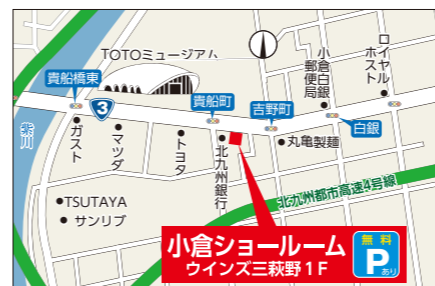 TOTOミュージアム
小倉白銀郵便局
ロイヤルホスト
貴船橋東
3
貴船町
吉野町
白銀
紫川
ガスト
マツダ
トヨタ
北九州銀行
丸亀製麺
北九州都市高速4号線
TSUTAYA
サンリブ
小倉ショールーム
ウインズ三萩野1F
無料
P
あり